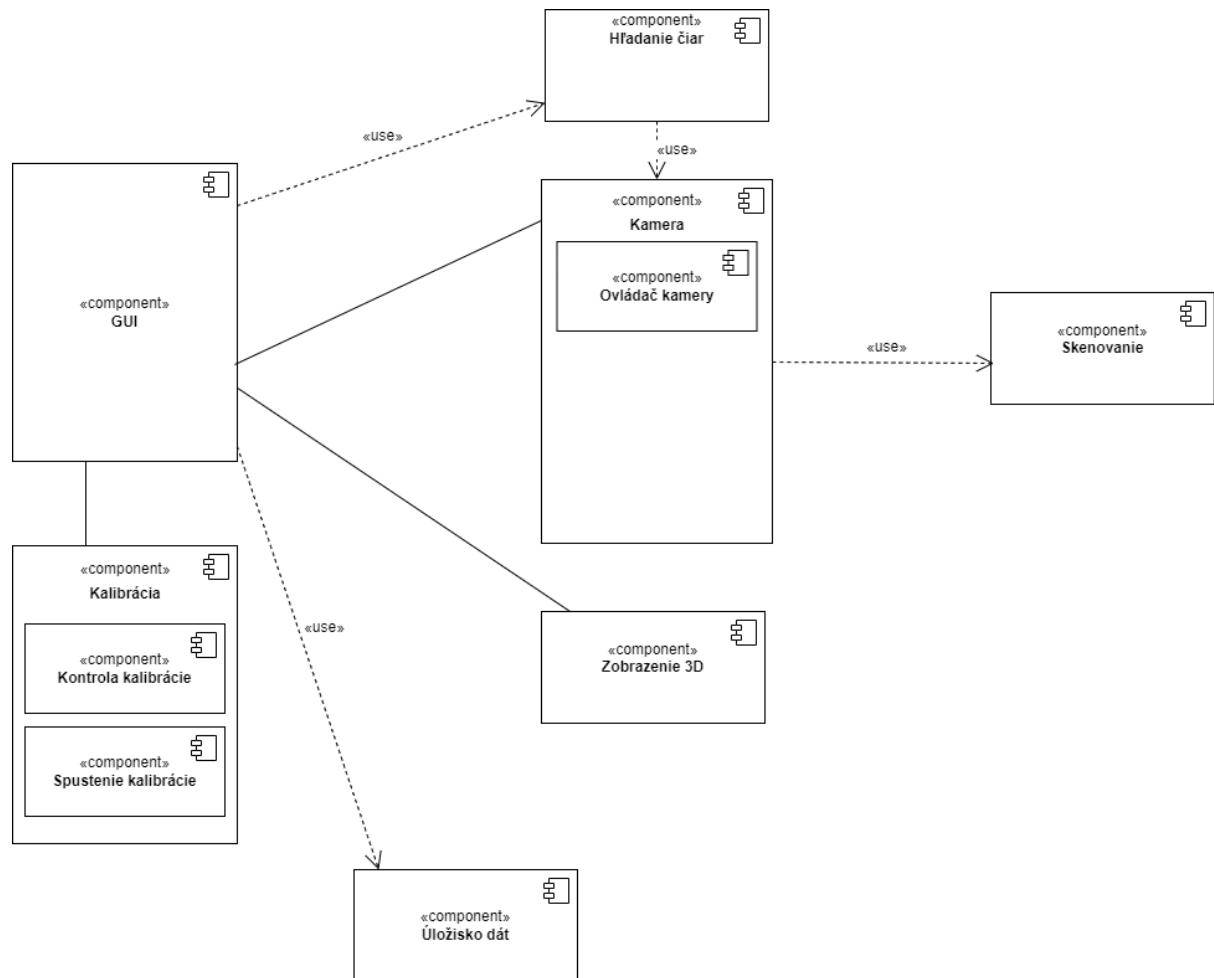 «component»
Hľadanie čiar
«use»
«use»
«component»
Kamera
«component»
Ovládač kamery
«component»
GUI
«use»
«component»
Skenovanie
«component»
Kalibrácia
«component»
Kontrola kalibrácie
«component»
Spustenie kalibrácie
«use»
«component»
Zobrazenie 3D
«component»
Úložisko dát